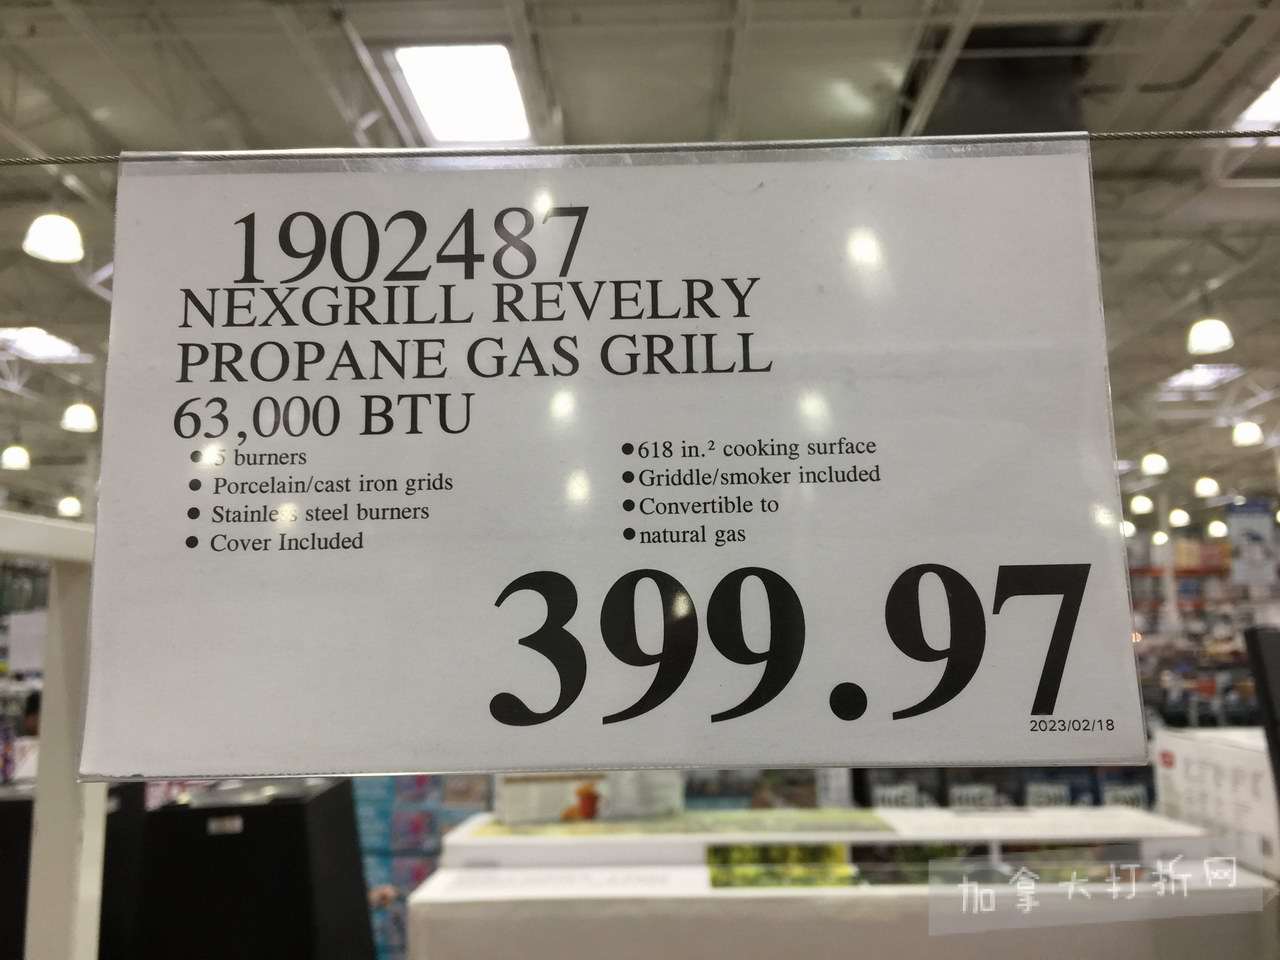 1902487
NEXGRILL REVELRY
PROPANE GAS GRILL
63,000 BTU
• 5 burners
• Porcelain/cast iron grids
• Stainless steel burners
• Cover Included
• 618 in.² cooking surface
• Griddle/smoker included
• Convertible to
• natural gas
399.97
2023/02/18
加拿大打折网